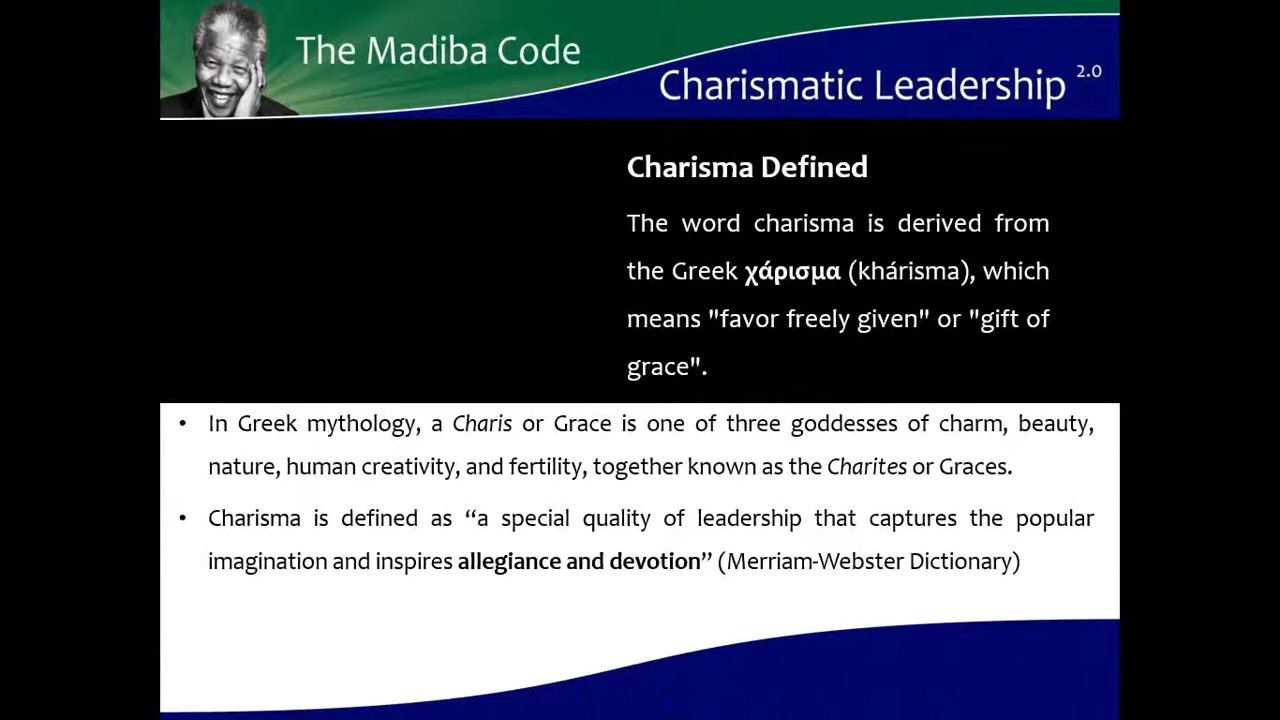 The Madiba Code
Charismatic Leadership 2.0
Charisma Defined
The word charisma is derived from
the Greek χάρισμα (khárisma), which
means "favor freely given" or "gift of
grace".
• In Greek mythology, a Charis or Grace is one of three goddesses of charm, beauty,
nature, human creativity, and fertility, together known as the Charites or Graces.
• Charisma is defined as “a special quality of leadership that captures the popular
imagination and inspires allegiance and devotion” (Merriam-Webster Dictionary)